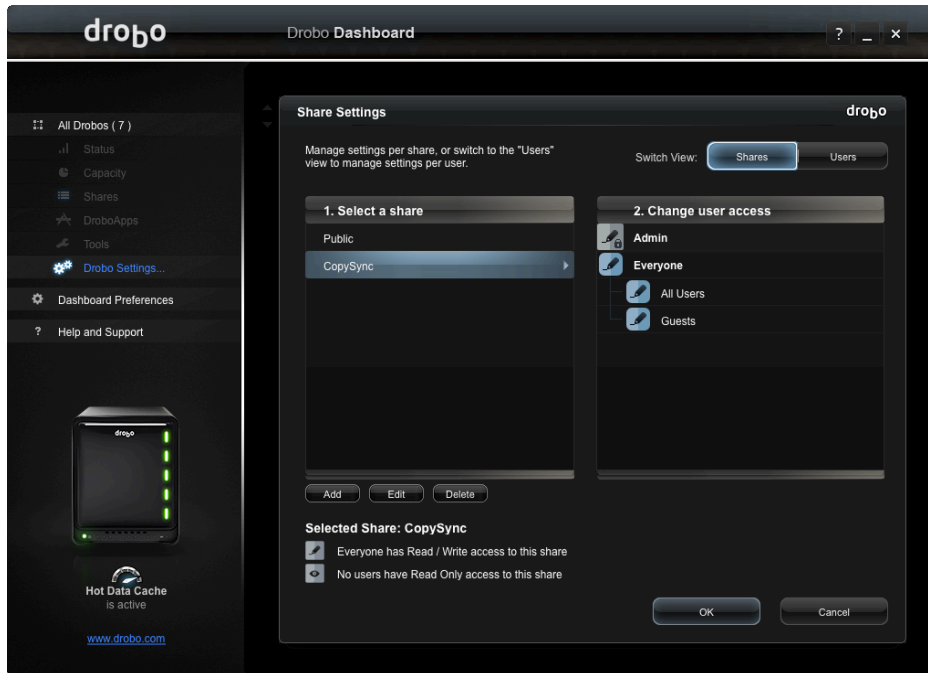 drobo
Drobo Dashboard
? _ ×
All Drobos ( 7 )
Status
Capacity
Shares
DroboApps
Tools
Drobo Settings...
Dashboard Preferences
? Help and Support
drobo
Hot Data Cache
is active
www.drobo.com
Share Settings
drobo
Manage settings per share, or switch to the "Users"
view to manage settings per user.
Switch View: Shares Users
1. Select a share
Public
CopySync
2. Change user access
Admin
Everyone
All Users
Guests
Add Edit Delete
Selected Share: CopySync
Everyone has Read / Write access to this share
No users have Read Only access to this share
OK Cancel